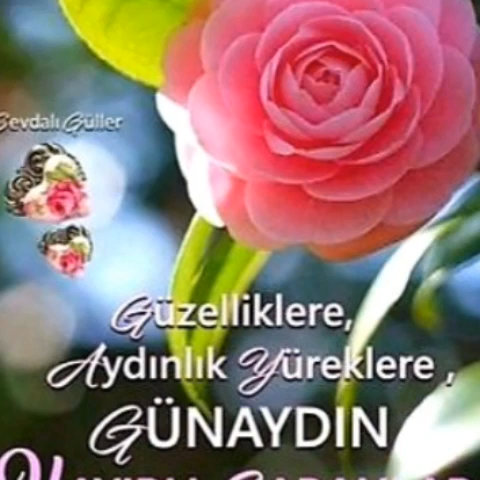 Sevdalı Güller
Güzelliklere,
Aydınlık Yüreklere ,
GÜNAYDIN